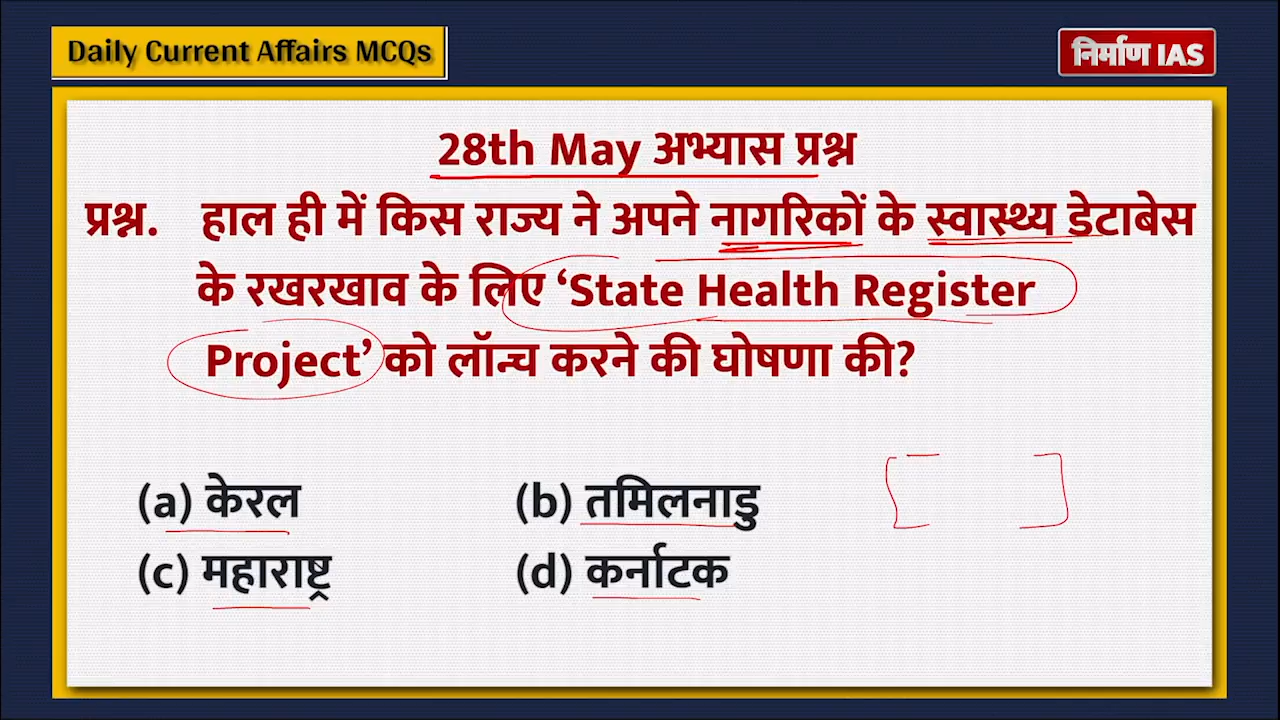 Daily Current Affairs MCQs
निर्माण IAS
28th May अभ्यास प्रश्न
प्रश्न. हाल ही में किस राज्य ने अपने नागरिकों के स्वास्थ्य डेटाबेस
के रखरखाव के लिए ‘State Health Register
Project’ को लॉन्च करने की घोषणा की?
(a) केरल (b) तमिलनाडु
(c) महाराष्ट्र (d) कर्नाटक